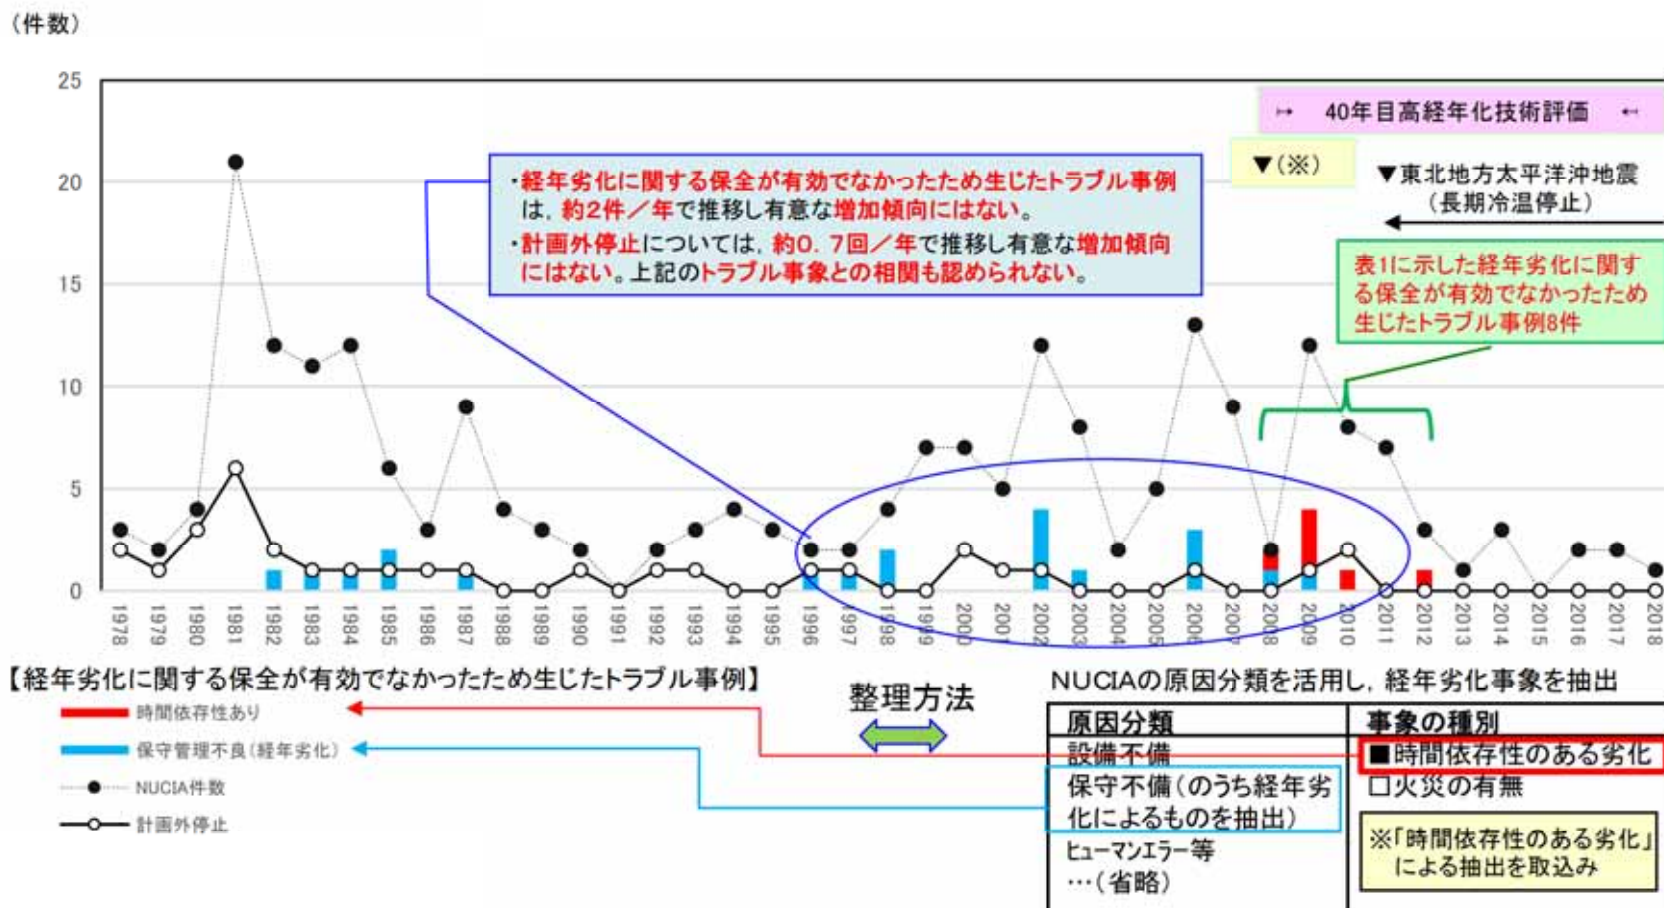 (件数)
25
20
15
10
5
0
↦ 40年目高経年化技術評価 ↤
▼(※)
▼東北地方太平洋沖地震
(長期冷温停止)
・経年劣化に関する保全が有効でなかったため生じたトラブル事例
は，約2件／年で推移し有意な増加傾向にはない。
・計画外停止については，約0．7回／年で推移し有意な増加傾向
にはない。上記のトラブル事象との相関も認められない。
表1に示した経年劣化に関す
る保全が有効でなかったため
生じたトラブル事例8件
1978
1979
1980
1981
1982
1983
1984
1985
1986
1987
1988
1989
1990
1991
1992
1993
1994
1995
1996
1997
1998
1999
2000
2001
2002
2003
2004
2005
2006
2007
2008
2009
2010
2011
2012
2013
2014
2015
2016
2017
2018
【経年劣化に関する保全が有効でなかったため生じたトラブル事例】
時間依存性あり
保守管理不良(経年劣化)
NUCIA件数
計画外停止
整理方法
NUCIAの原因分類を活用し，経年劣化事象を抽出
原因分類
事象の種別
設備不備
■時間依存性のある劣化
保守不備(のうち経年劣
化によるものを抽出)
□火災の有無
ヒューマンエラー等
…(省略)
※「時間依存性のある劣化」
による抽出を取込み